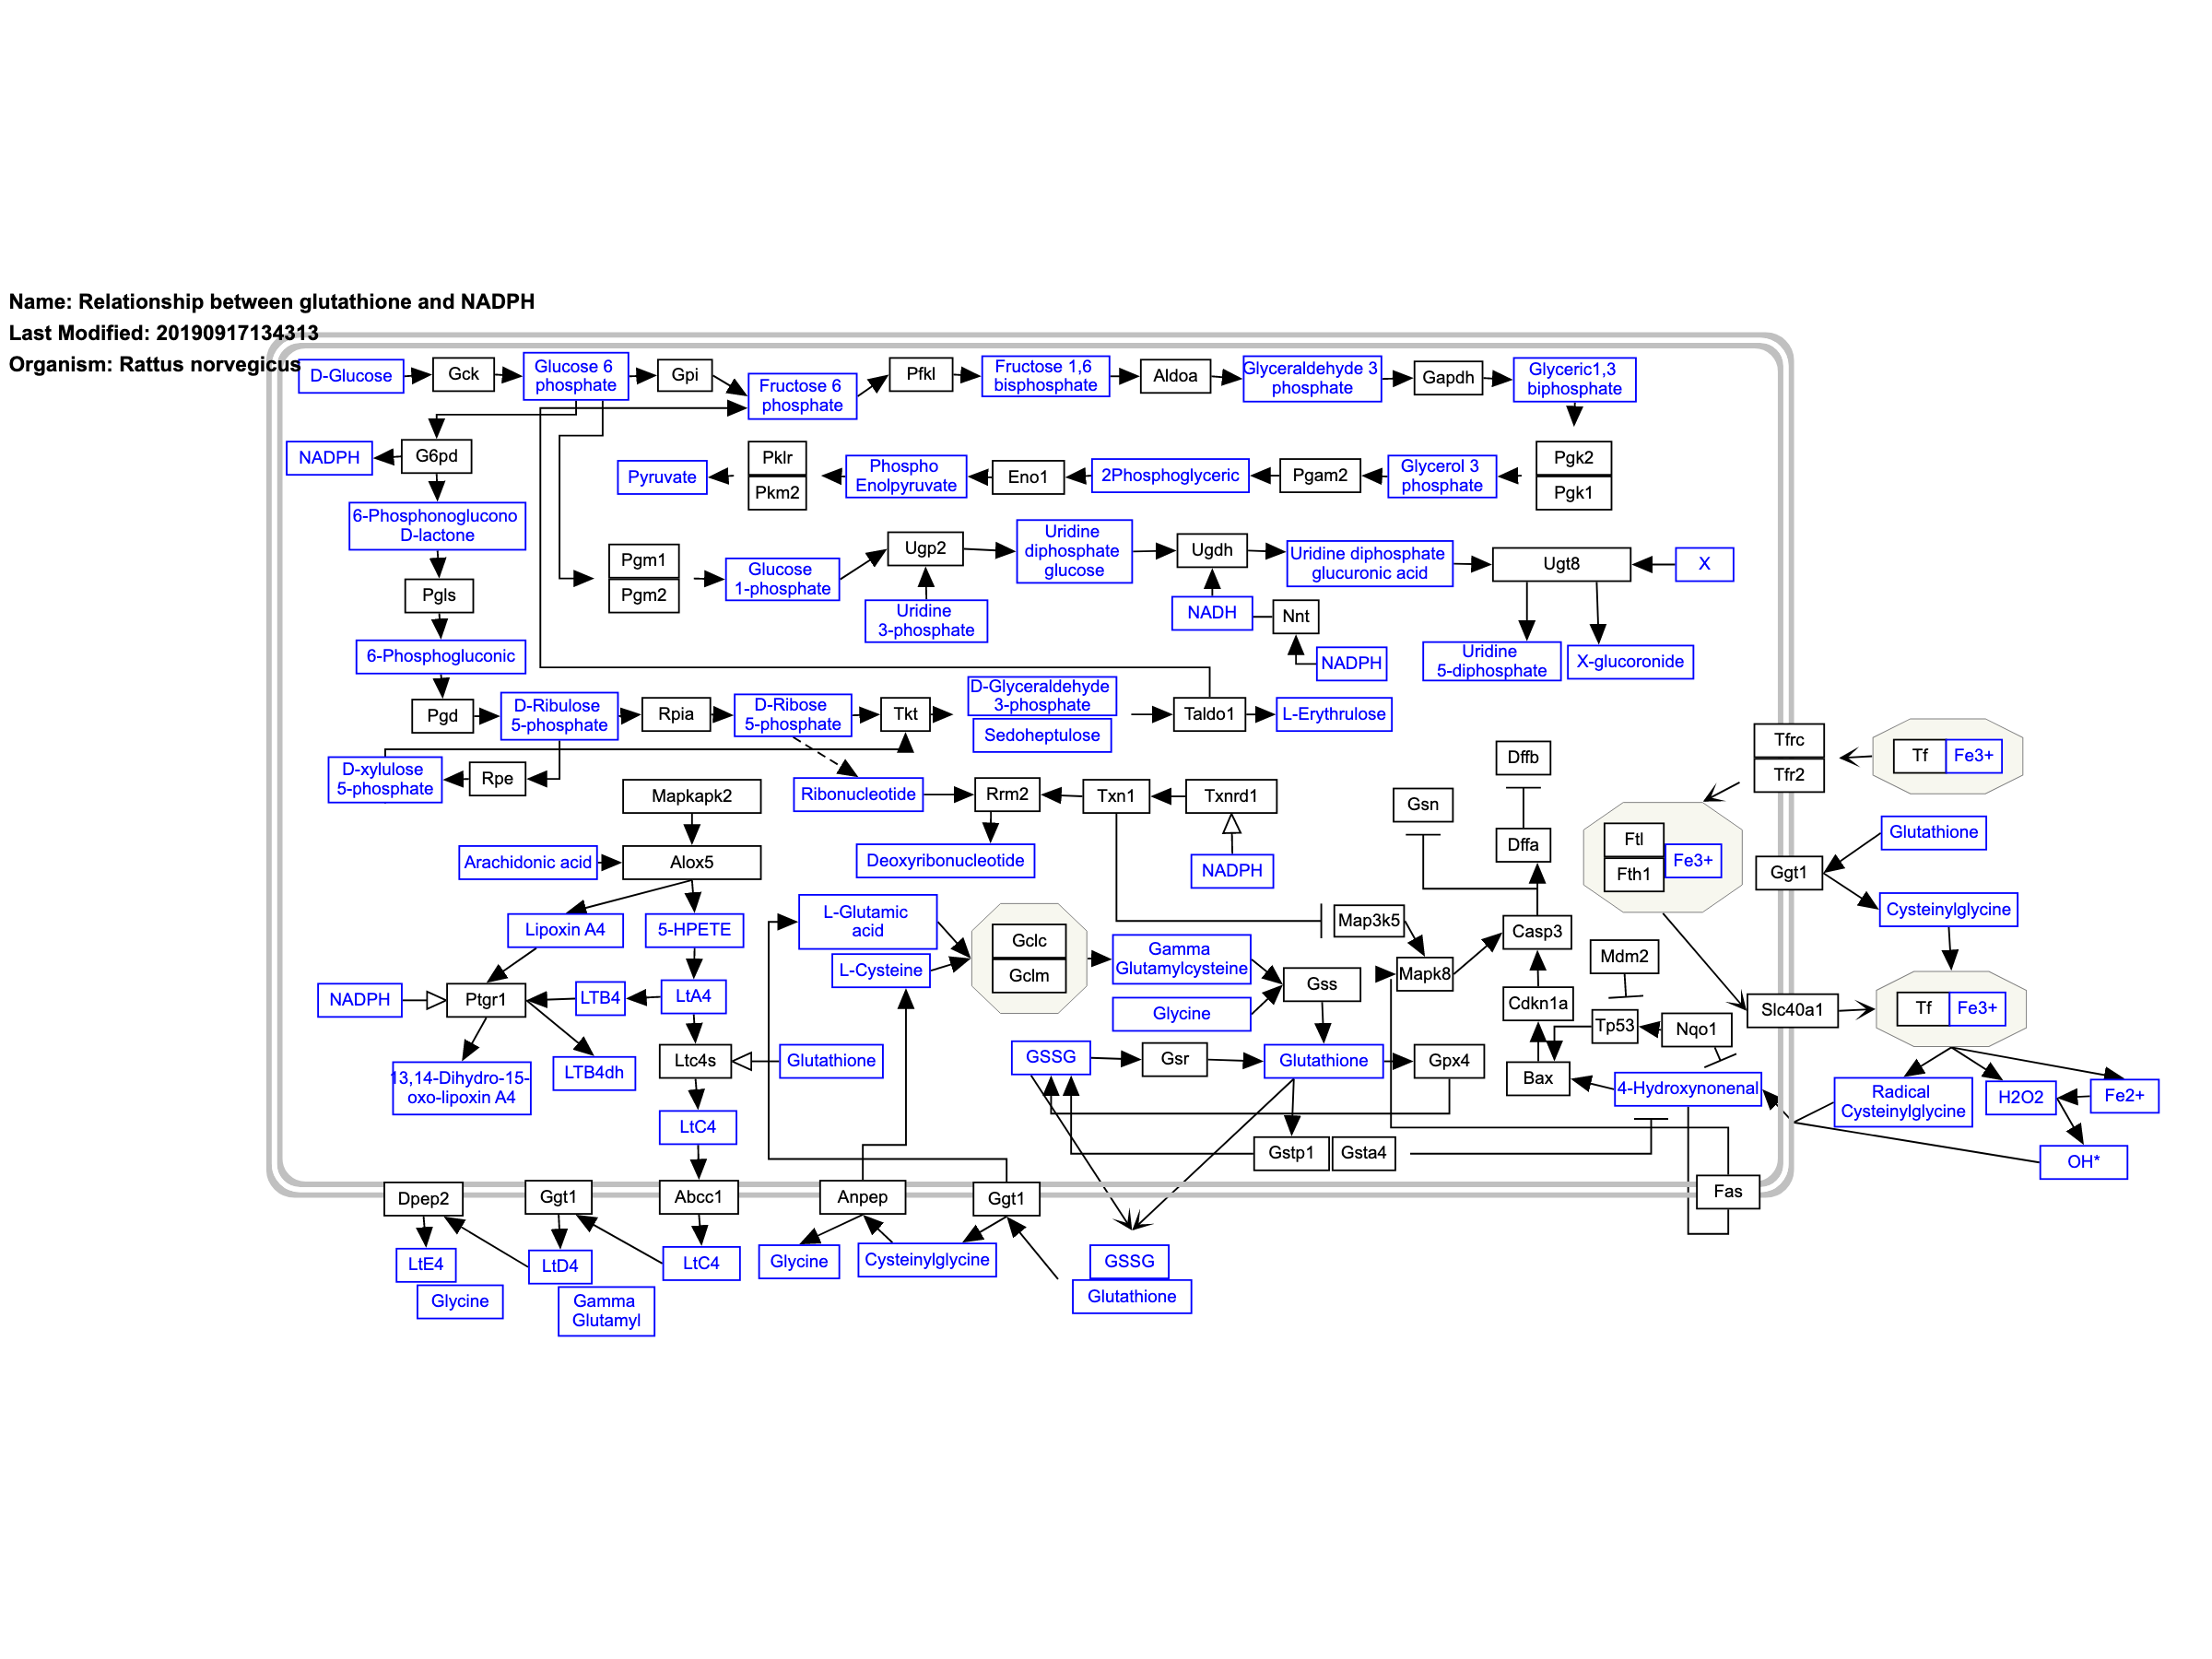 Name: Relationship between glutathione and NADPH
Last Modified: 20190917134313
Organism: Rattus norvegicus
D-Glucose
Gck
Glucose 6
phosphate
Gpi
Fructose 6
phosphate
Pfkl
Fructose 1,6
bisphosphate
Aldoa
Glyceraldehyde 3
phosphate
Gapdh
Glyceric1,3
biphosphate
NADPH
G6pd
Pyruvate
Pklr
Pkm2
Phospho
Enolpyruvate
Eno1
2Phosphoglyceric
Pgam2
Glycerol 3
phosphate
Pgk2
Pgk1
6-Phosphonoglucono
D-lactone
Pgls
Pgm1
Pgm2
Glucose
1-phosphate
Ugp2
Uridine
3-phosphate
Uridine
diphosphate
glucose
Ugdh
NADH
Nnt
NADPH
Uridine diphosphate
glucuronic acid
Ugt8
X
Uridine
5-diphosphate
X-glucoronide
6-Phosphogluconic
Pgd
D-Ribulose
5-phosphate
Rpia
D-Ribose
5-phosphate
Tkt
D-Glyceraldehyde
3-phosphate
Sedoheptulose
Taldo1
L-Erythrulose
D-xylulose
5-phosphate
Rpe
Mapkapk2
Ribonucleotide
Rrm2
Txn1
Txnrd1
Deoxyribonucleotide
NADPH
Gsn
Dffb
Dffa
Tfrc
Tfr2
Tf
Fe3+
Ftl
Fth1
Fe3+
Glutathione
Ggt1
Cysteinylglycine
Arachidonic acid
Alox5
Lipoxin A4
5-HPETE
L-Glutamic
acid
L-Cysteine
Gclc
Gclm
Gamma
Glutamylcysteine
Glycine
Gss
Map3k5
Mapk8
Casp3
Mdm2
Cdkn1a
Tp53
Nqo1
Slc40a1
Tf
Fe3+
NADPH
Ptgr1
LTB4
LtA4
13,14-Dihydro-15-
oxo-lipoxin A4
LTB4dh
Ltc4s
Glutathione
GSSG
Gsr
Glutathione
Gpx4
Bax
4-Hydroxynonenal
Radical
Cysteinylglycine
H2O2
Fe2+
OH*
LtC4
Gstp1
Gsta4
Dpep2
Ggt1
Abcc1
Anpep
Ggt1
Fas
LtE4
Glycine
LtD4
Gamma
Glutamyl
LtC4
Glycine
Cysteinylglycine
GSSG
Glutathione